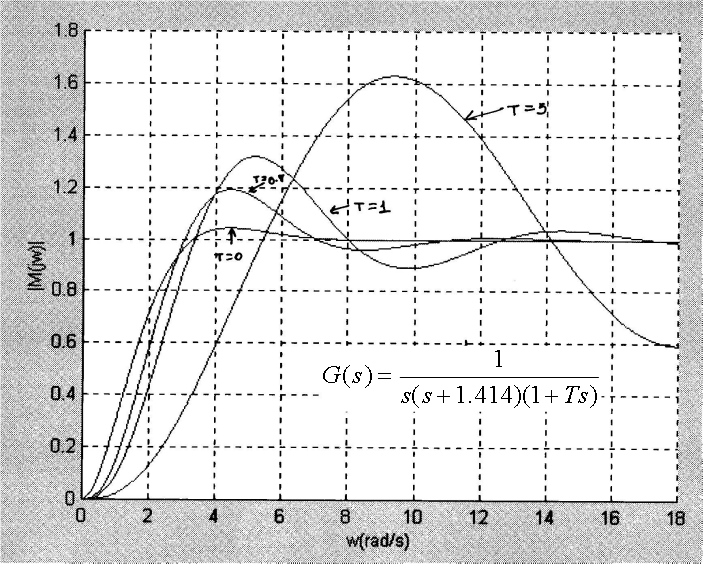 1.8
1.6
1.4
1.2
1
0.8
0.6
0.4
0.2
0
|M(jw)|
T=5
T=0.8
T=1
T=0
G(s) = 1 / s(s+1.414)(1+Ts)
0 2 4 6 8 10 12 14 16 18
w(rad/s)